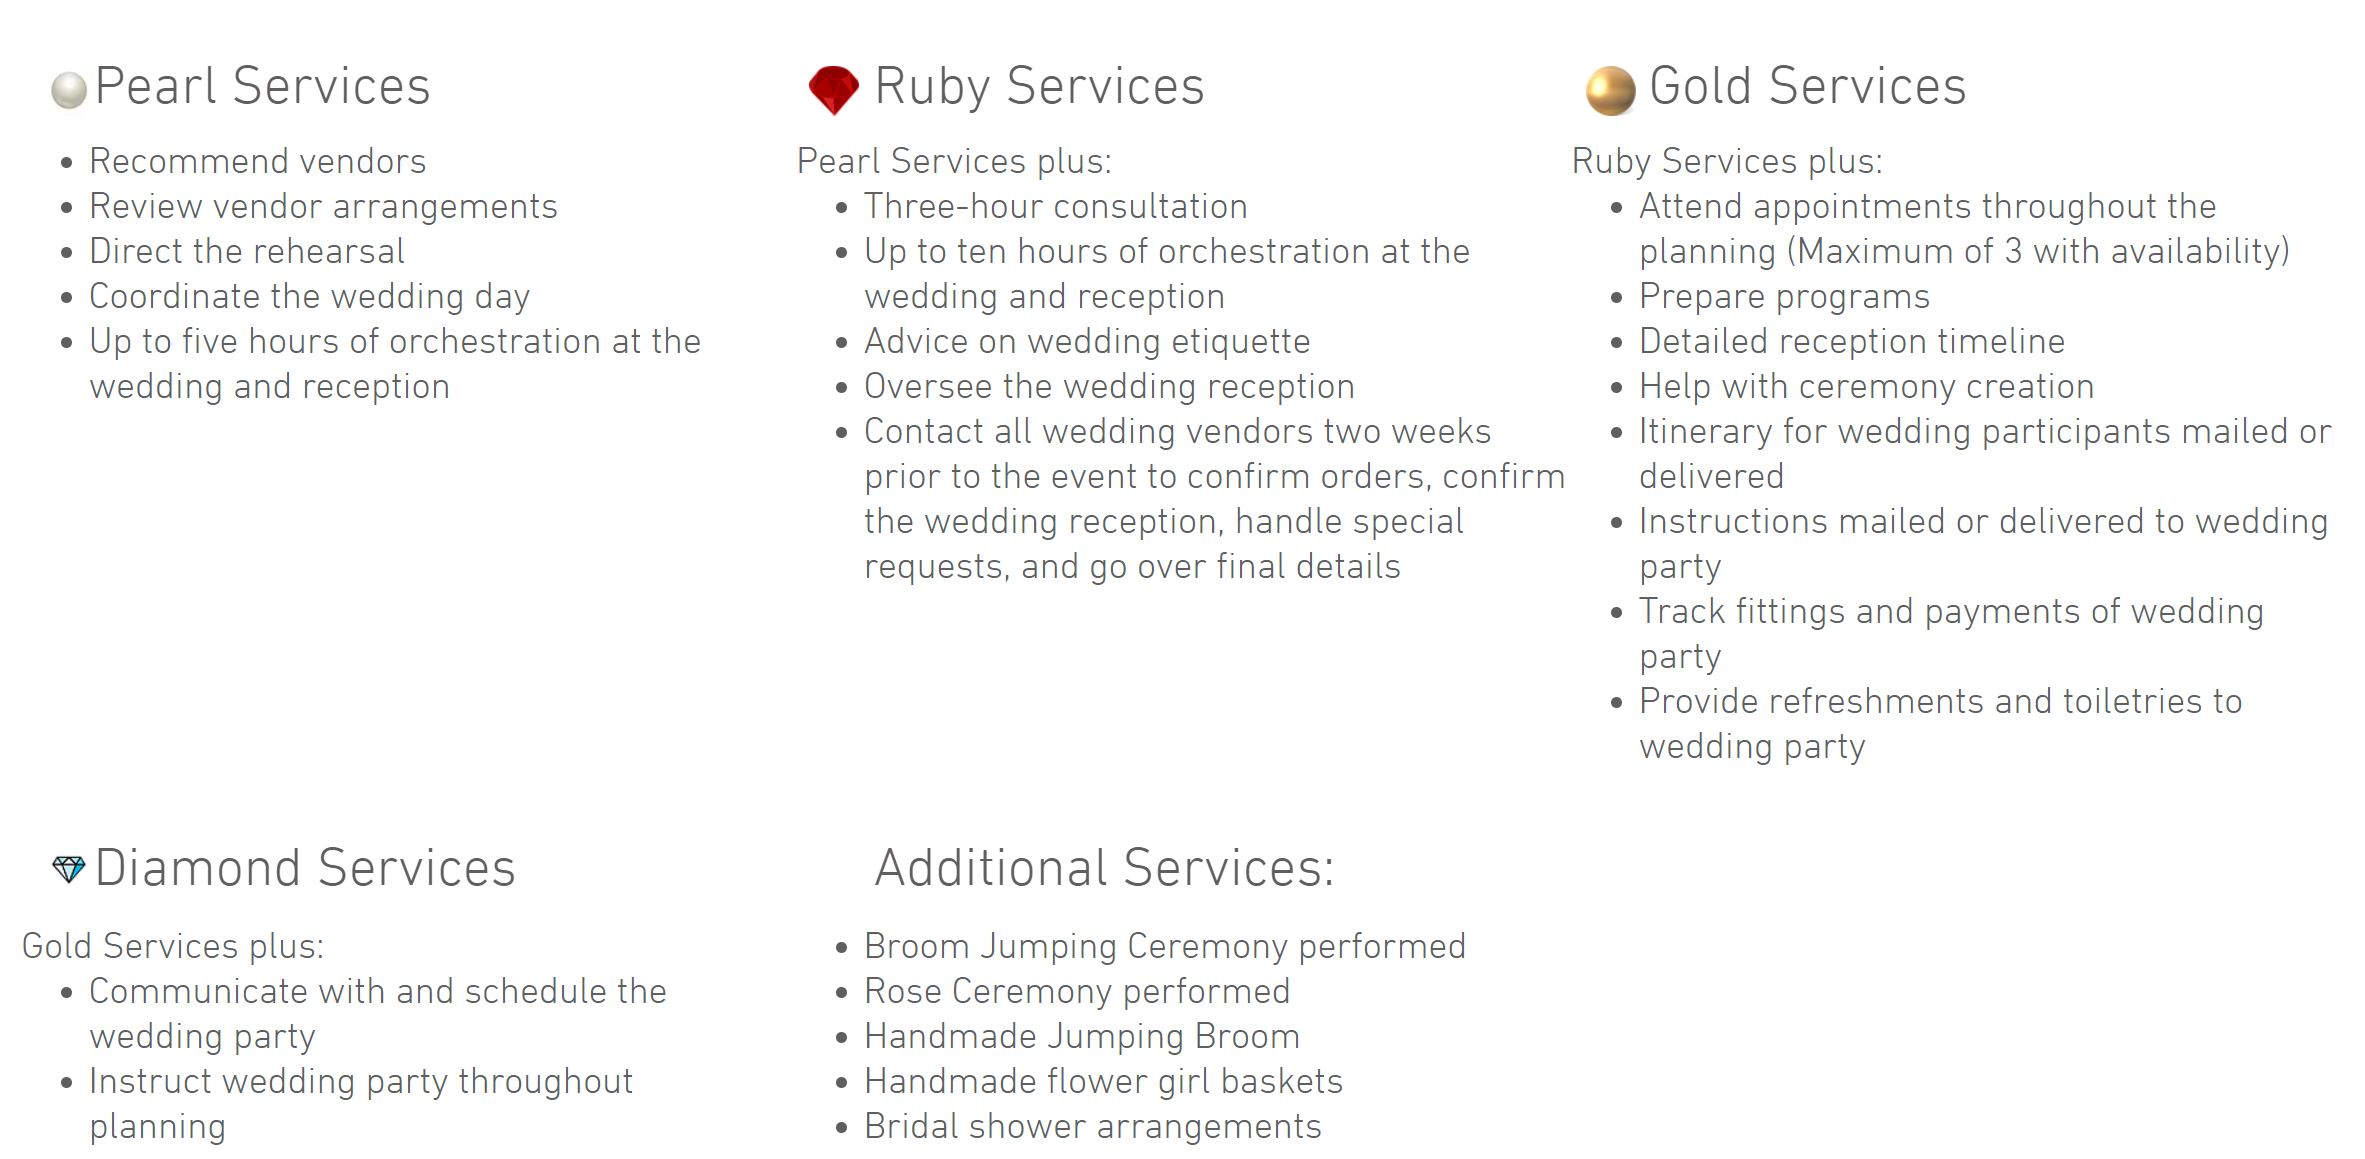 Pearl Services
Recommend vendors
Review vendor arrangements
Direct the rehearsal
Coordinate the wedding day
Up to five hours of orchestration at the
wedding and reception
Ruby Services
Pearl Services plus:
Three-hour consultation
Up to ten hours of orchestration at the
wedding and reception
Advice on wedding etiquette
Oversee the wedding reception
Contact all wedding vendors two weeks
prior to the event to confirm orders, confirm
the wedding reception, handle special
requests, and go over final details
Gold Services
Ruby Services plus:
Attend appointments throughout the
planning (Maximum of 3 with availability)
Prepare programs
Detailed reception timeline
Help with ceremony creation
Itinerary for wedding participants mailed or
delivered
Instructions mailed or delivered to wedding
party
Track fittings and payments of wedding
party
Provide refreshments and toiletries to
wedding party
Diamond Services
Gold Services plus:
Communicate with and schedule the
wedding party
Instruct wedding party throughout
planning
Additional Services:
Broom Jumping Ceremony performed
Rose Ceremony performed
Handmade Jumping Broom
Handmade flower girl baskets
Bridal shower arrangements